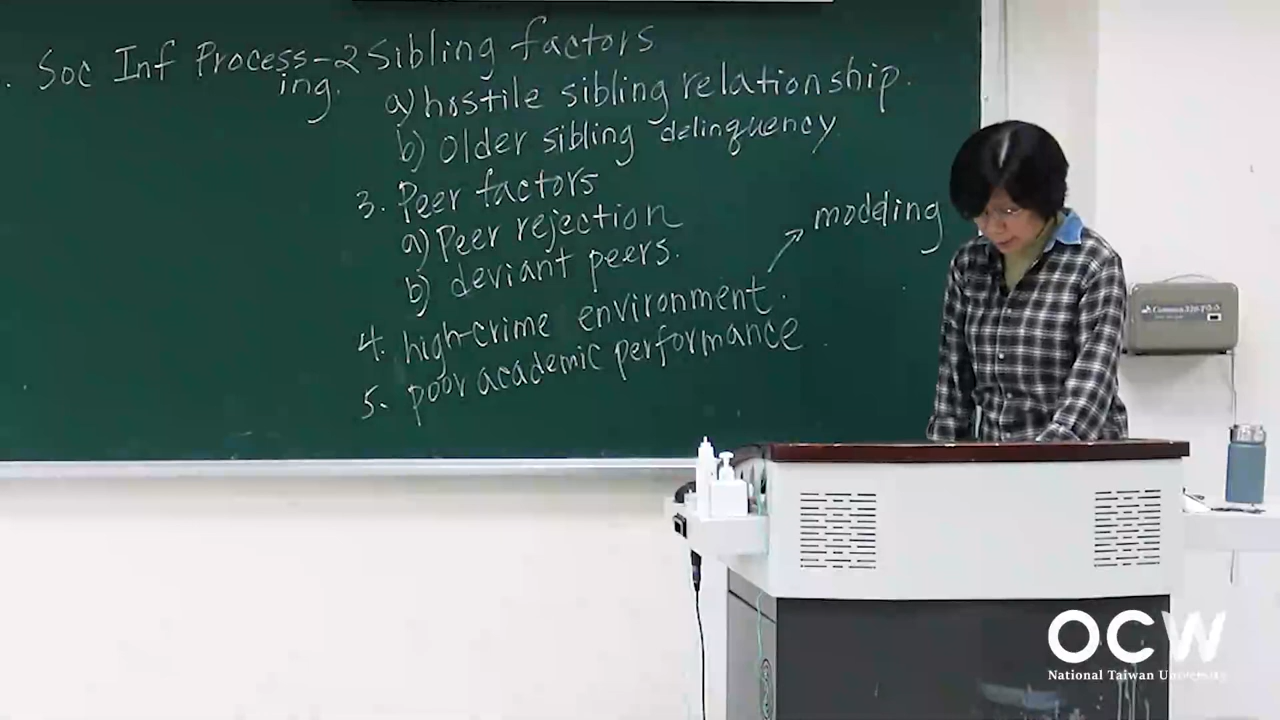 Soc Inf Process-
ing.
2 Sibling factors
a) hostile sibling relationship.
b) older sibling delinquency
3. Peer factors
a) Peer rejection
b) deviant peers.
4. high-crime environment.
modeling
5. poor academic performance
OCW
National Taiwan University